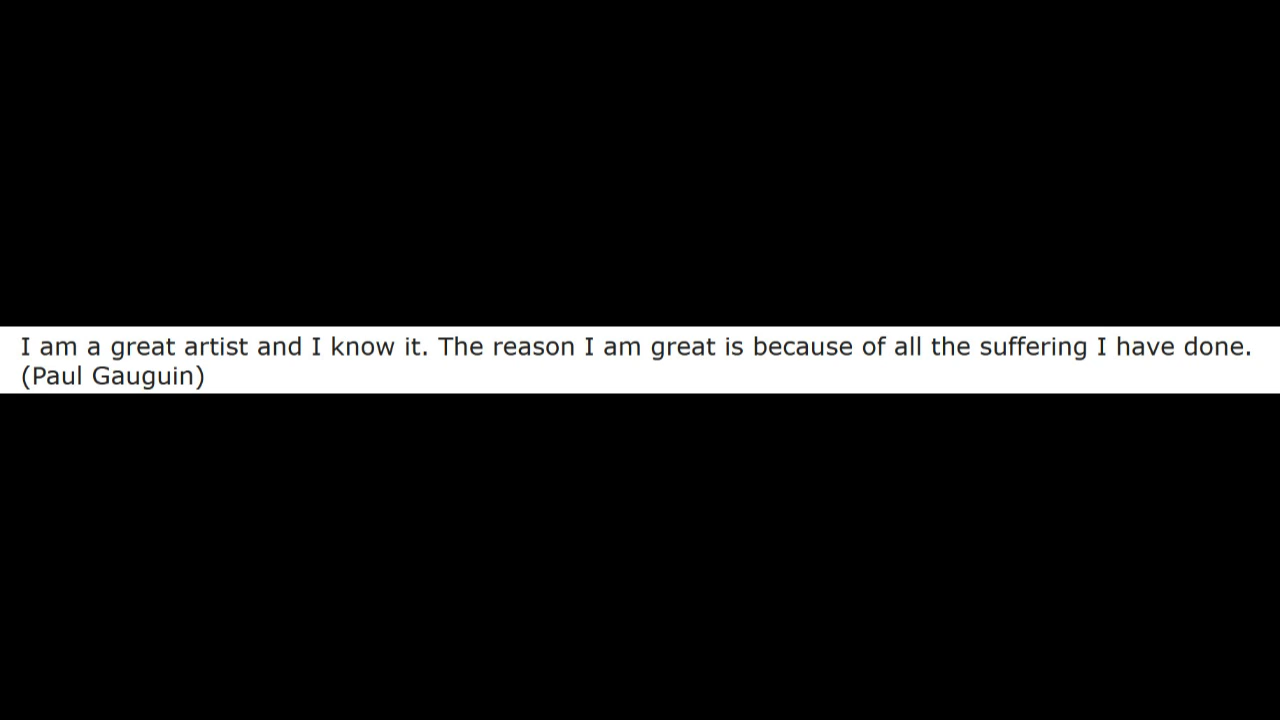 I am a great artist and I know it. The reason I am great is because of all the suffering I have done.
(Paul Gauguin)